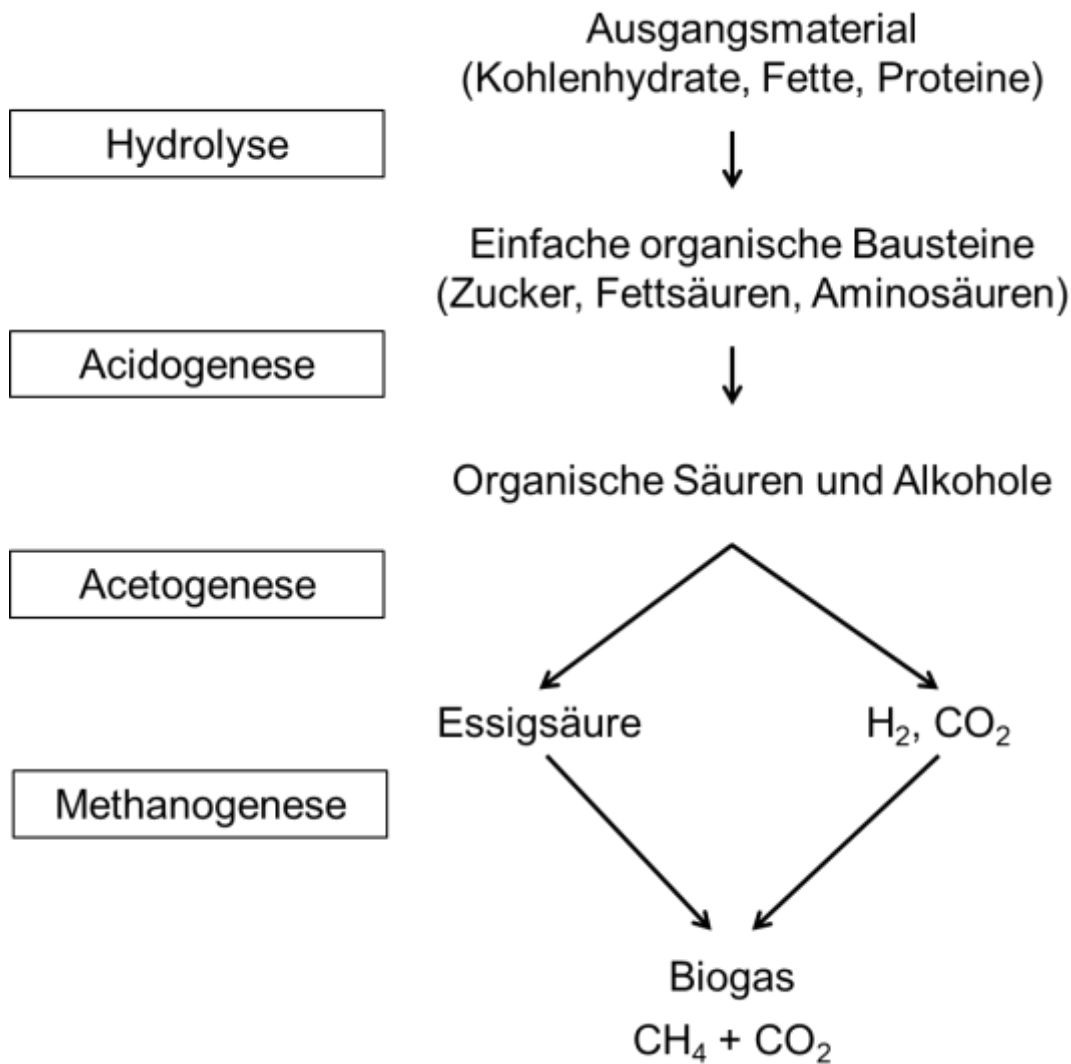 Ausgangsmaterial
(Kohlenhydrate, Fette, Proteine)
Hydrolyse
Einfache organische Bausteine
(Zucker, Fettsäuren, Aminosäuren)
Acidogenese
Organische Säuren und Alkohole
Acetogenese
Essigsäure
H₂, CO₂
Methanogenese
Biogas
CH₄ + CO₂